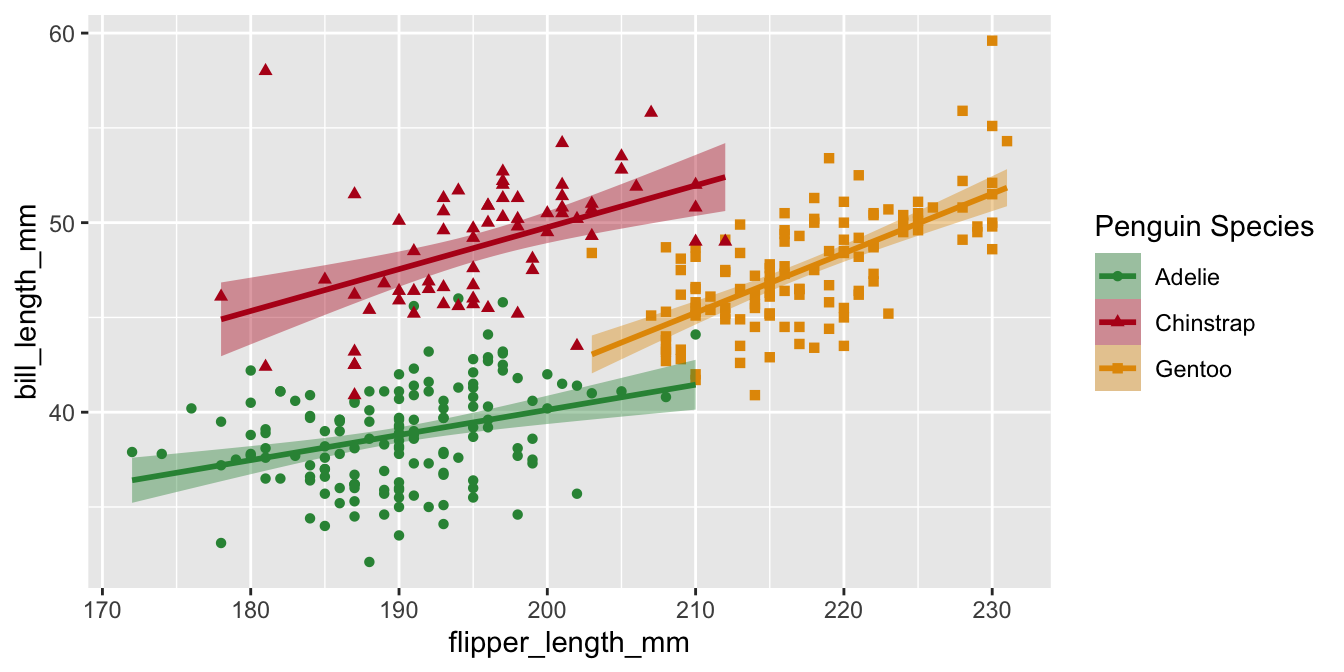 60
50
40
bill_length_mm
170 180 190 200 210 220 230
flipper_length_mm
Penguin Species
Adelie
Chinstrap
Gentoo